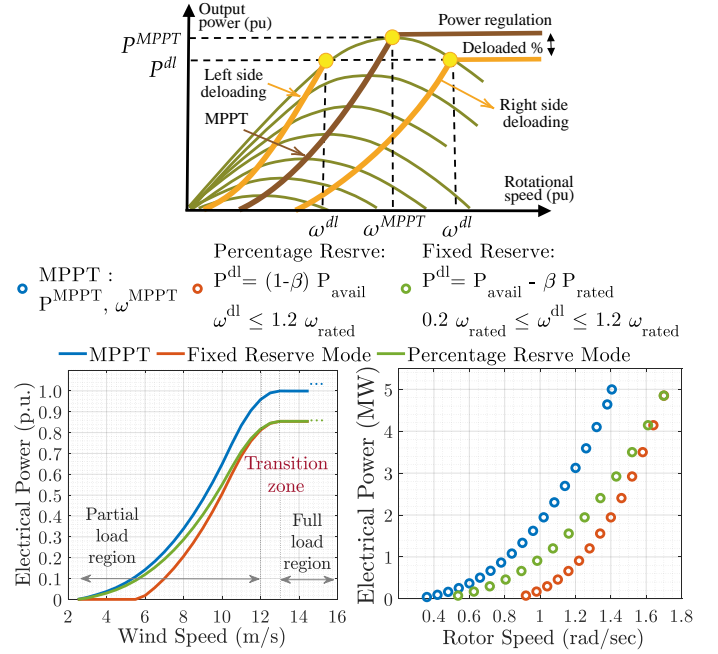 Output
power (pu)
Power regulation
P^MPPT
Deloaded %
P^dl
Left side
deloading
MPPT
Right side
deloading
Rotational
speed (pu)
ω^dl ω^MPPT ω^dl
Percentage Resrve: Fixed Reserve:
MPPT :
P^MPPT, ω^MPPT
P^dl= (1-β) P_avail
ω^dl ≤ 1.2 ω_rated
P^dl= P_avail - β P_rated
0.2 ω_rated ≤ ω^dl ≤ 1.2 ω_rated
MPPT Fixed Reserve Mode Percentage Resrve Mode
Electrical Power (p.u.)
1.0
0.9
0.8
0.7
0.6
0.5
0.4
0.3
0.2
0.1
0
...
...
Transition
zone
Partial
load
region
Full
load
region
2 4 6 8 10 12 14 16
Wind Speed (m/s)
Electrical Power (MW)
5
4
3
2
1
0
0.4 0.6 0.8 1 1.2 1.4 1.6 1.8
Rotor Speed (rad/sec)